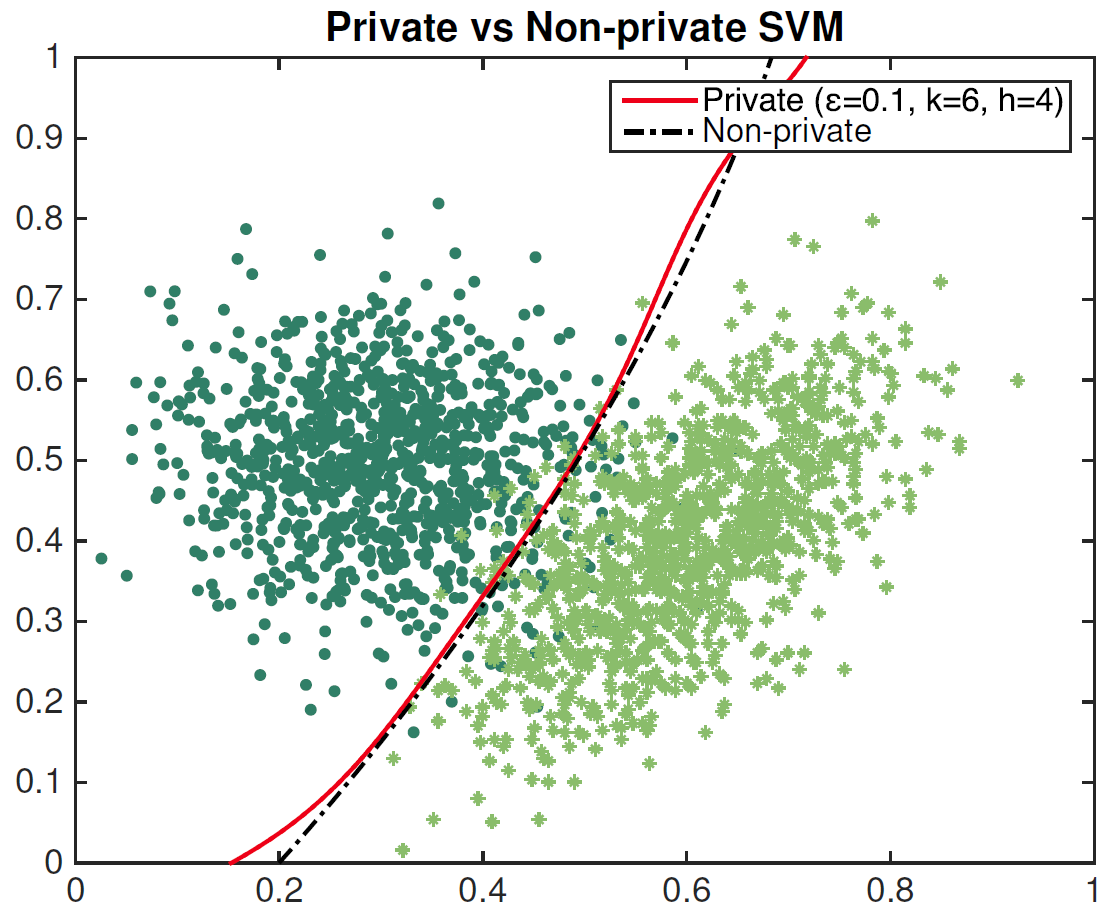 Private vs Non-private SVM
1
Private (ε=0.1, k=6, h=4)
Non-private
0.9
0.8
0.7
0.6
0.5
0.4
0.3
0.2
0.1
0
0 0.2 0.4 0.6 0.8 1